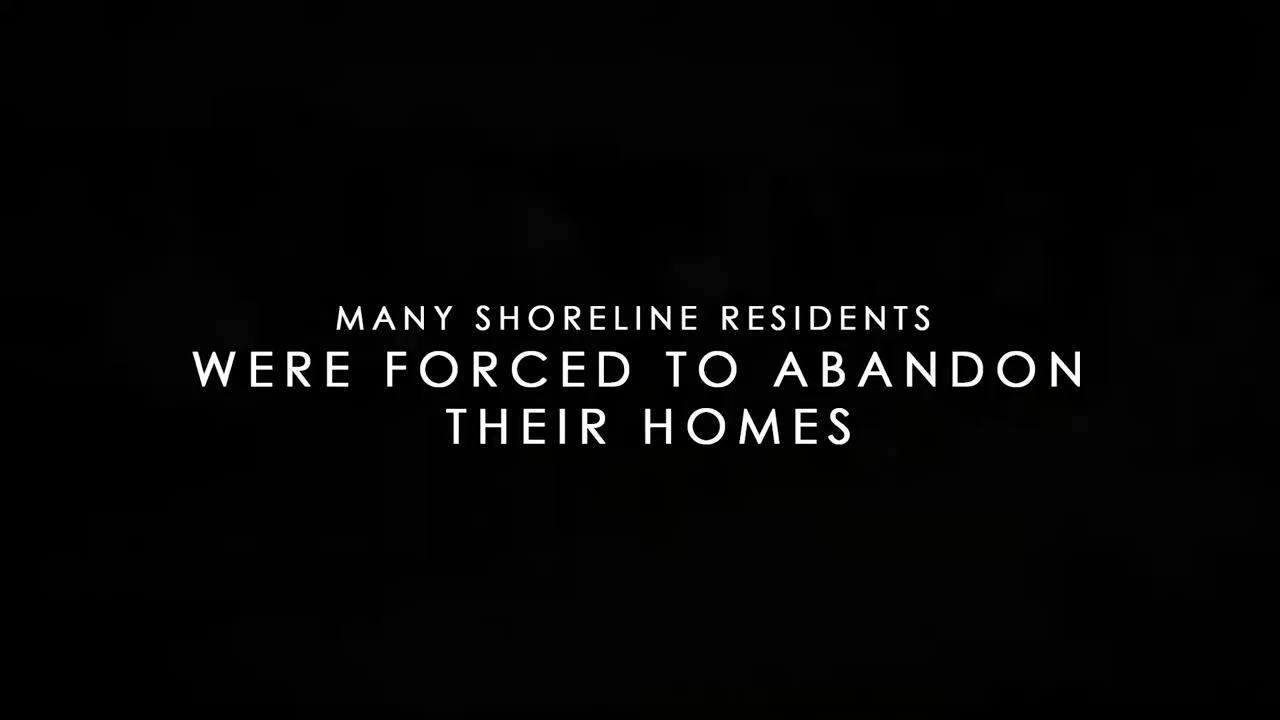 MANY SHORELINE RESIDENTS
WERE FORCED TO ABANDON
THEIR HOMES